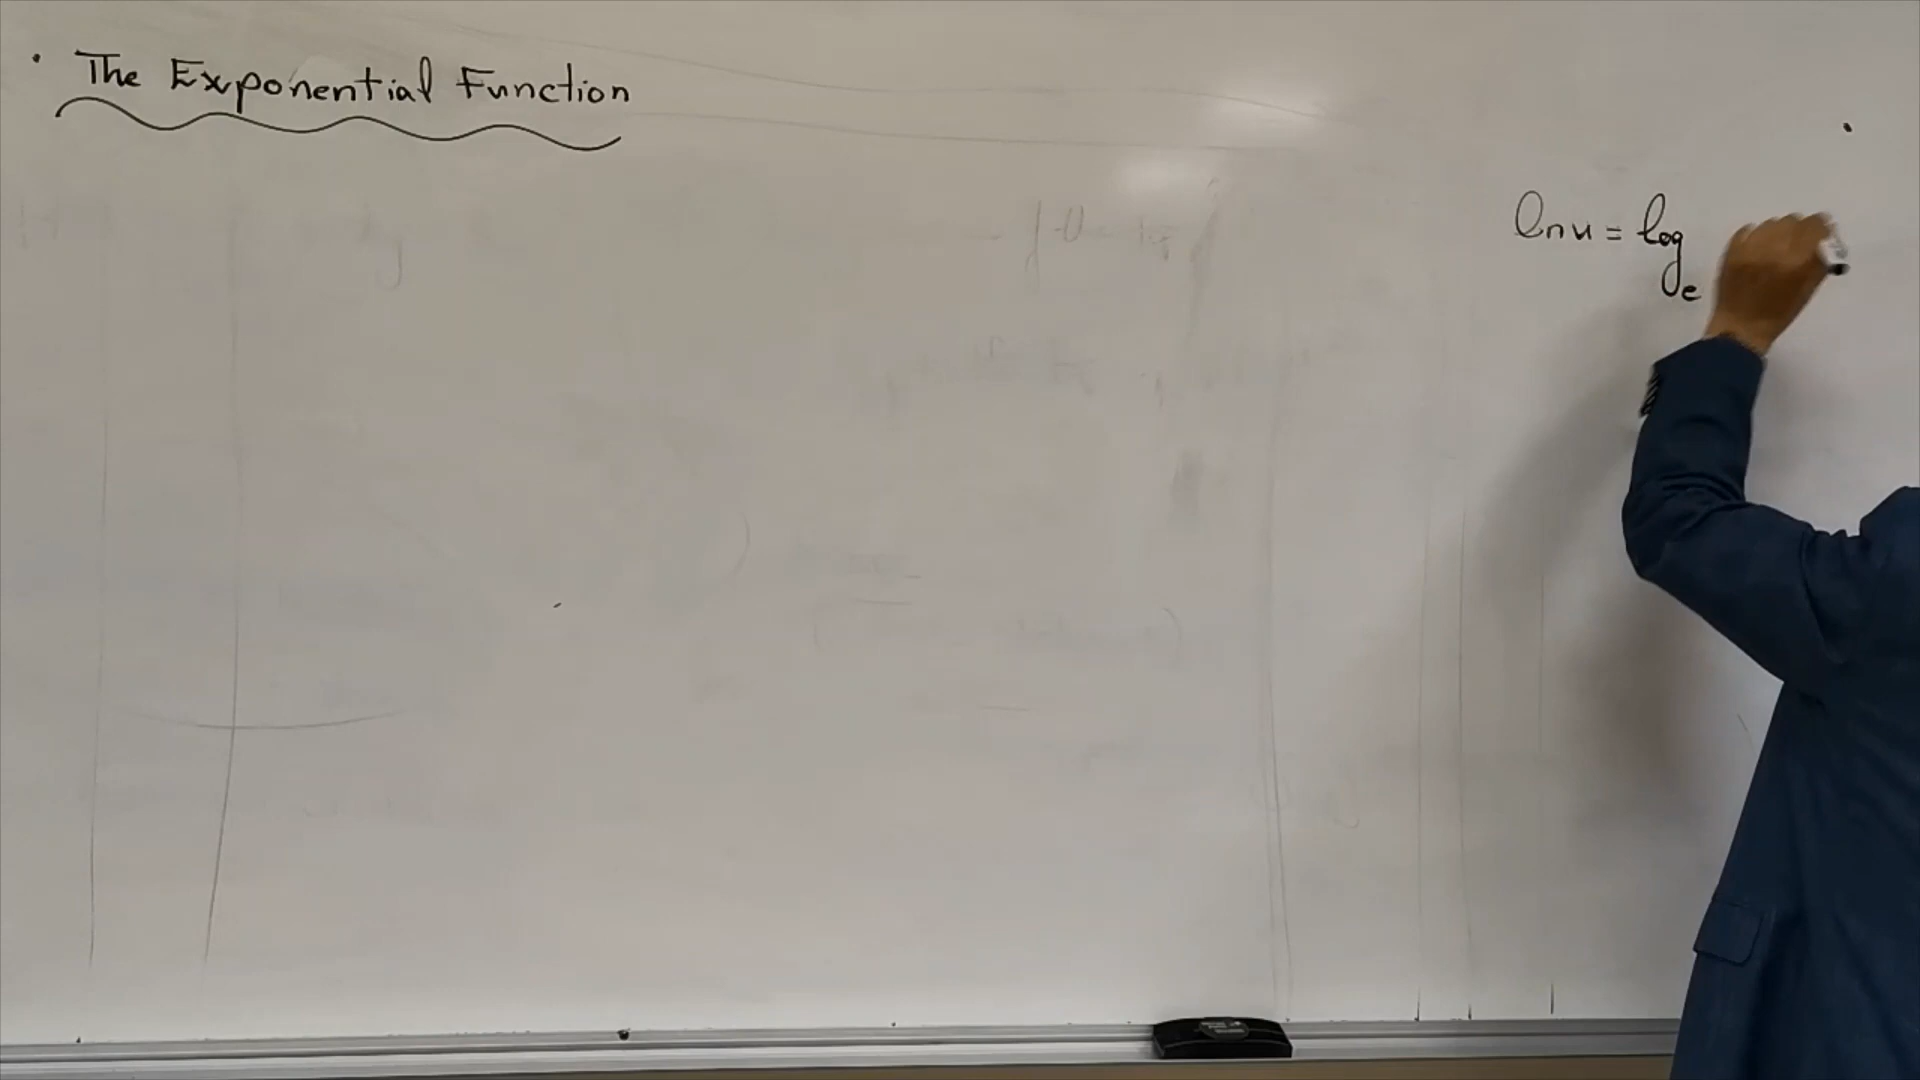 · The Exponential Function
ln x = log e